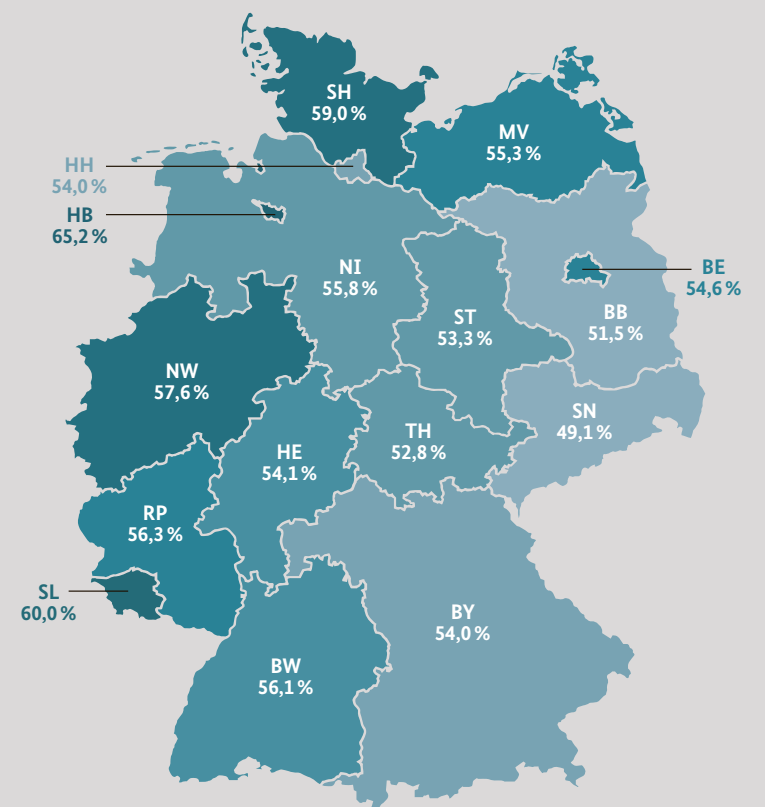 SH
59,0 %
MV
55,3 %
HH
54,0 %
HB
65,2 %
NI
55,8 %
BE
54,6 %
ST
53,3 %
BB
51,5 %
NW
57,6 %
SN
49,1 %
TH
52,8 %
HE
54,1 %
RP
56,3 %
SL
60,0 %
BY
54,0 %
BW
56,1 %